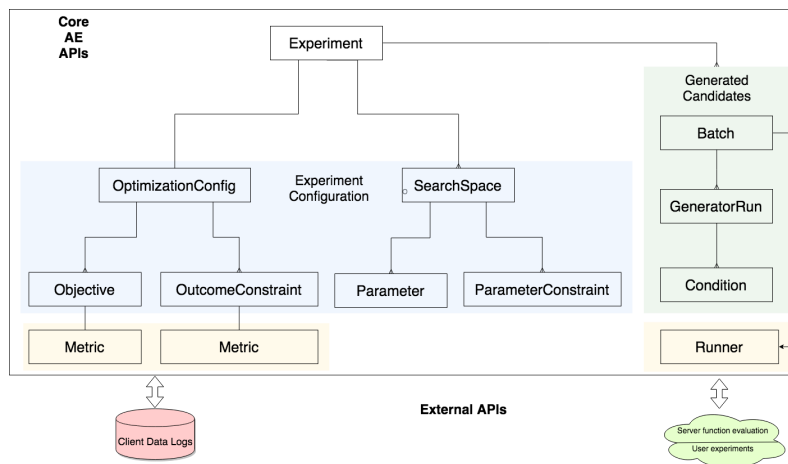 Core
AE
APIs
Experiment
Generated
Candidates
Batch
OptimizationConfig
Experiment
Configuration
SearchSpace
GeneratorRun
Objective
OutcomeConstraint
Parameter
ParameterConstraint
Condition
Metric
Metric
Runner
External APIs
Client Data Logs
Server function evaluation
User experiments